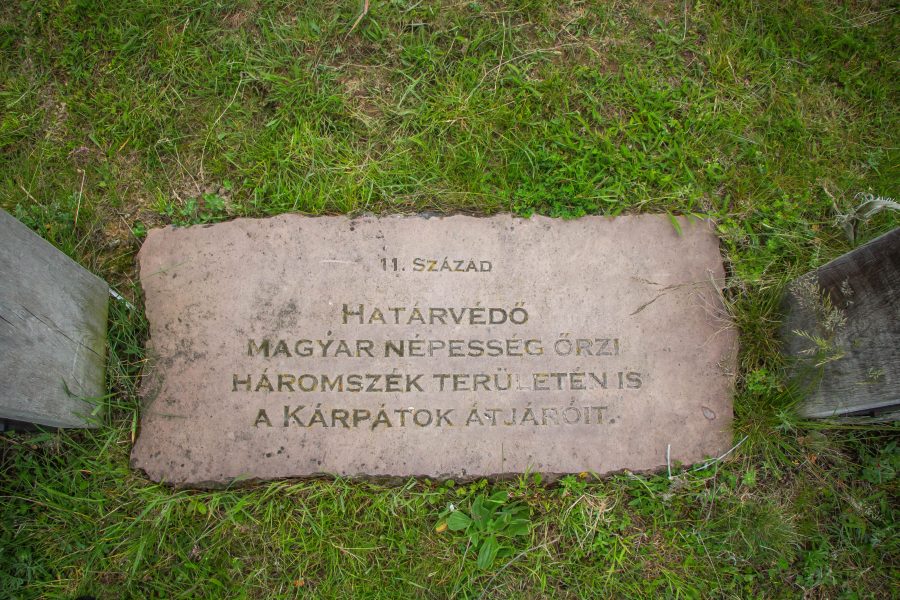 11. SZÁZAD
HATÁRVÉDŐ
MAGYAR NÉPESSÉG ŐRZI
HÁROMSZÉK TERÜLETÉN IS
A KÁRPÁTOK ÁTJÁRÓIT.